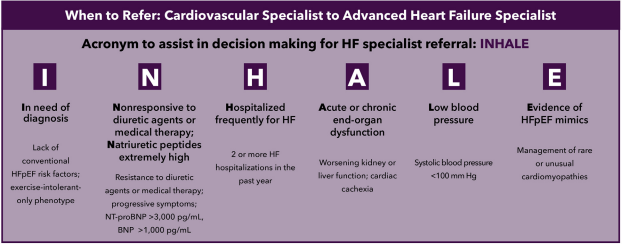 When to Refer: Cardiovascular Specialist to Advanced Heart Failure Specialist
Acronym to assist in decision making for HF specialist referral: INHALE
I
In need of
diagnosis
Lack of
conventional
HFpEF risk factors;
exercise-intolerant-
only phenotype
N
Nonresponsive to
diuretic agents or
medical therapy;
Natriuretic peptides
extremely high
Resistance to diuretic
agents or medical therapy;
progressive symptoms;
NT-proBNP >3,000 pg/mL,
BNP >1,000 pg/mL
H
Hospitalized
frequently for HF
2 or more HF
hospitalizations in the
past year
A
Acute or chronic
end-organ
dysfunction
Worsening kidney or
liver function; cardiac
cachexia
L
Low blood
pressure
Systolic blood pressure
<100 mm Hg
E
Evidence of
HFpEF mimics
Management of rare
or unusual
cardiomyopathies